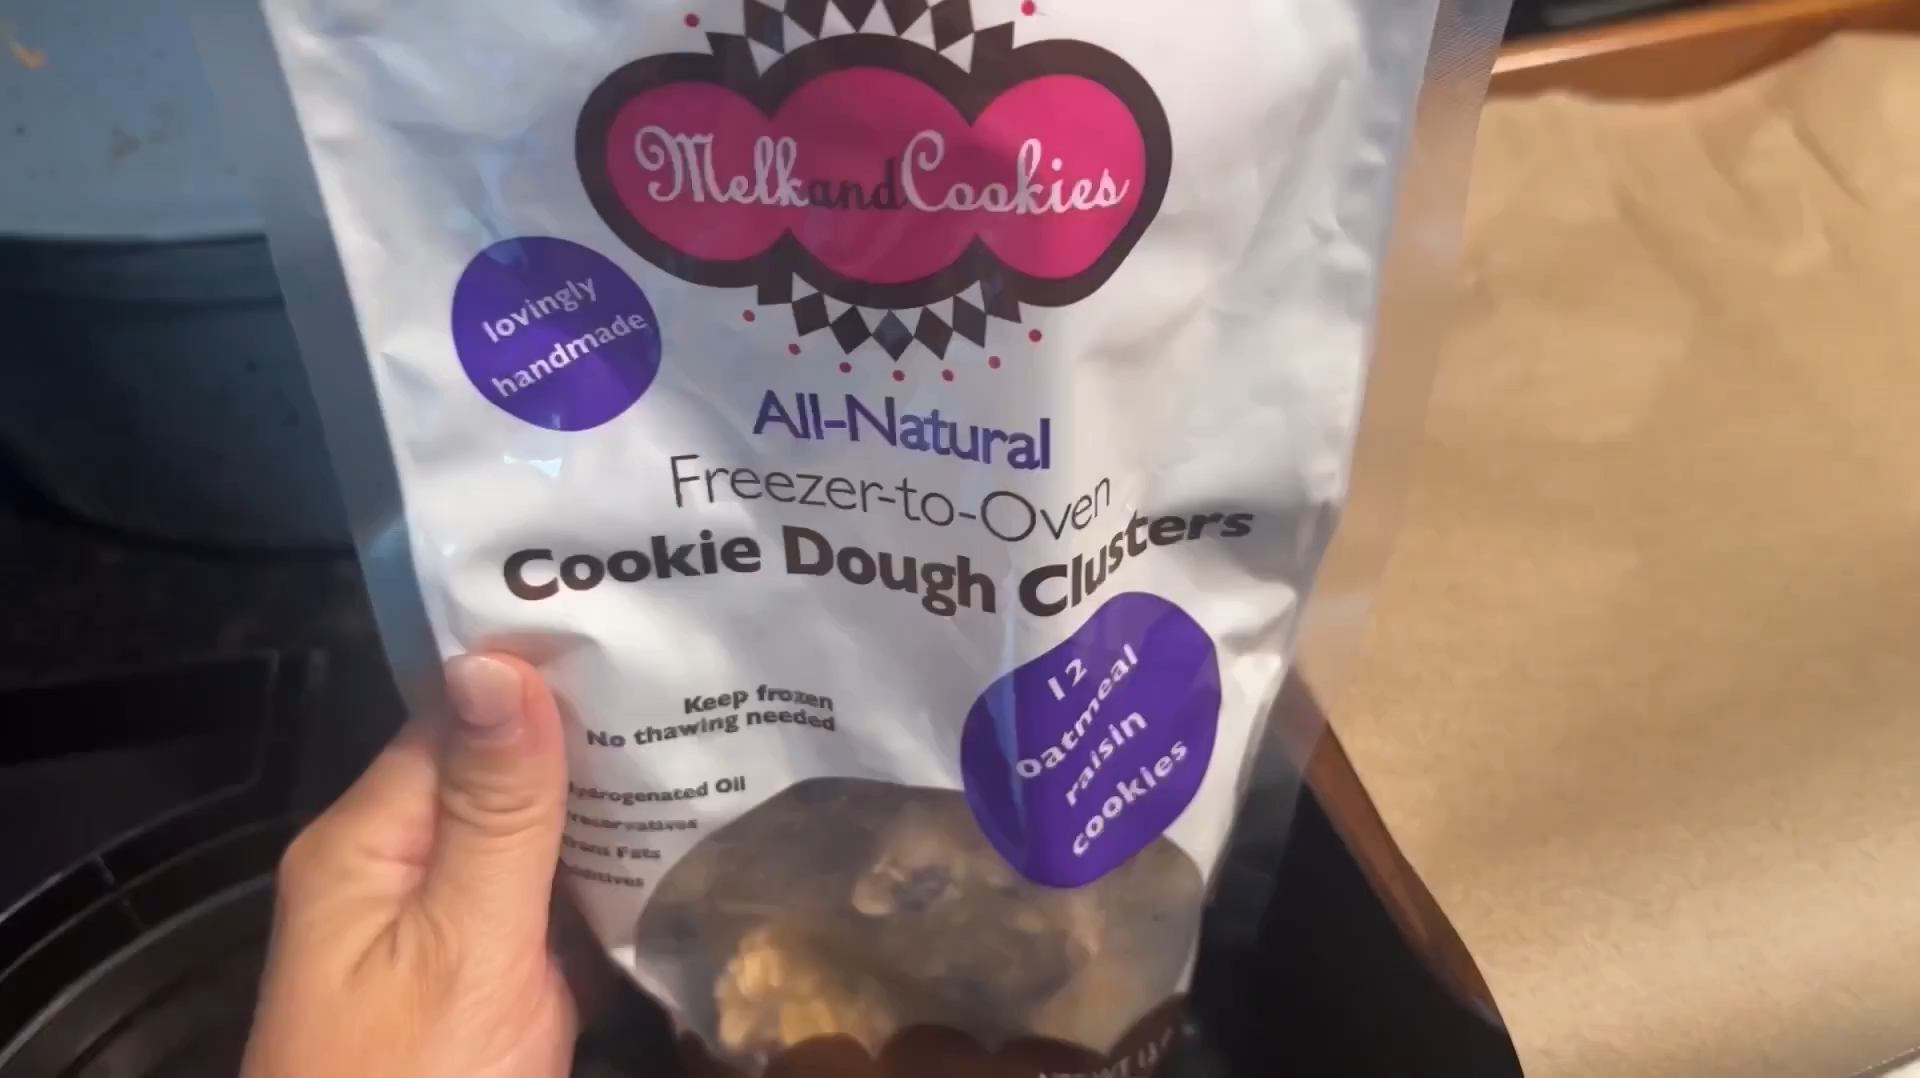 MelkandCookies
lovingly
handmade
All-Natural
Freezer-to-Oven
Cookie Dough Clusters
12
oatmeal
raisin
cookies
Keep frozen
No thawing needed
Oil
Fats